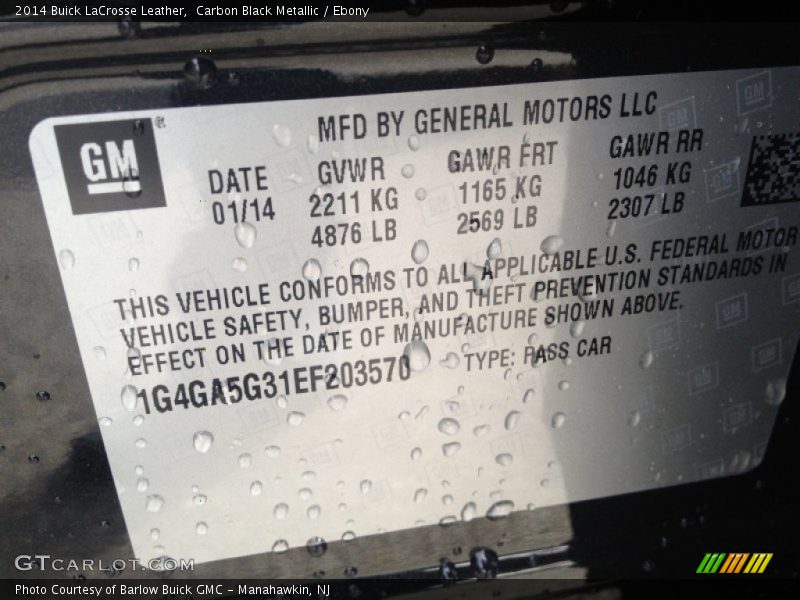 2014 Buick LaCrosse Leather,  Carbon Black Metallic / Ebony
GM ®
MFD BY GENERAL MOTORS LLC
DATE GVWR GAWR FRT GAWR RR
01/14 2211 KG 1165 KG 1046 KG
4876 LB 2569 LB 2307 LB
THIS VEHICLE CONFORMS TO ALL APPLICABLE U.S. FEDERAL MOTOR
VEHICLE SAFETY, BUMPER, AND THEFT PREVENTION STANDARDS IN
EFFECT ON THE DATE OF MANUFACTURE SHOWN ABOVE.
1G4GA5G31EF203570 TYPE: PASS CAR
GTCARLOT.COM
Photo Courtesy of Barlow Buick GMC - Manahawkin, NJ